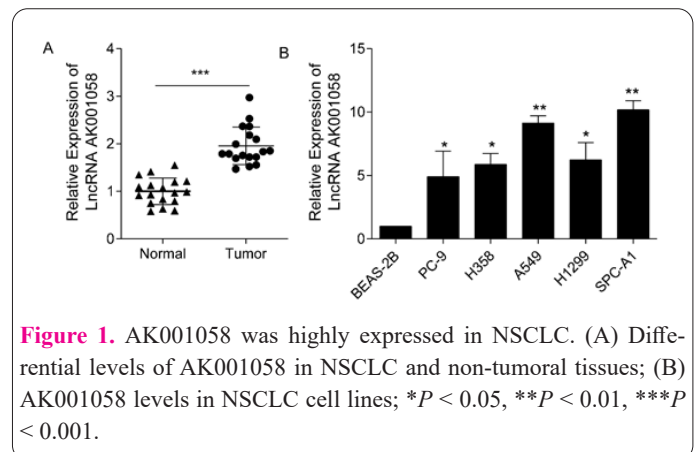 A
Relative Expression of
LncRNA AK001058
4
3
2
1
0
***
Normal
Tumor
B
Relative Expression of
LncRNA AK001058
15
10
5
0
*
*
**
*
**
BEAS-2B
PC-9
H358
A549
H1299
SPC-A1
Figure 1. AK001058 was highly expressed in NSCLC. (A) Diffe-
rential levels of AK001058 in NSCLC and non-tumoral tissues; (B)
AK001058 levels in NSCLC cell lines; *P < 0.05, **P < 0.01, ***P
< 0.001.